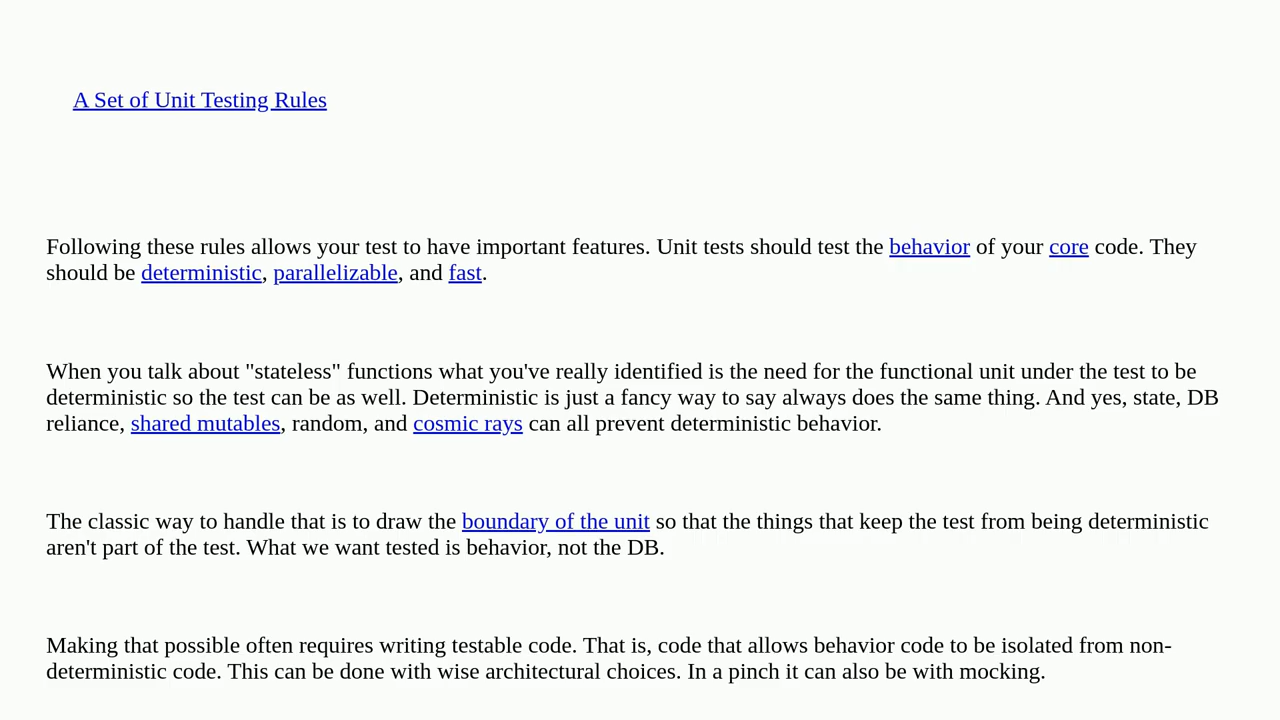 A Set of Unit Testing Rules
Following these rules allows your test to have important features. Unit tests should test the behavior of your core code. They
should be deterministic, parallelizable, and fast.
When you talk about "stateless" functions what you've really identified is the need for the functional unit under the test to be
deterministic so the test can be as well. Deterministic is just a fancy way to say always does the same thing. And yes, state, DB
reliance, shared mutables, random, and cosmic rays can all prevent deterministic behavior.
The classic way to handle that is to draw the boundary of the unit so that the things that keep the test from being deterministic
aren't part of the test. What we want tested is behavior, not the DB.
Making that possible often requires writing testable code. That is, code that allows behavior code to be isolated from non-
deterministic code. This can be done with wise architectural choices. In a pinch it can also be with mocking.